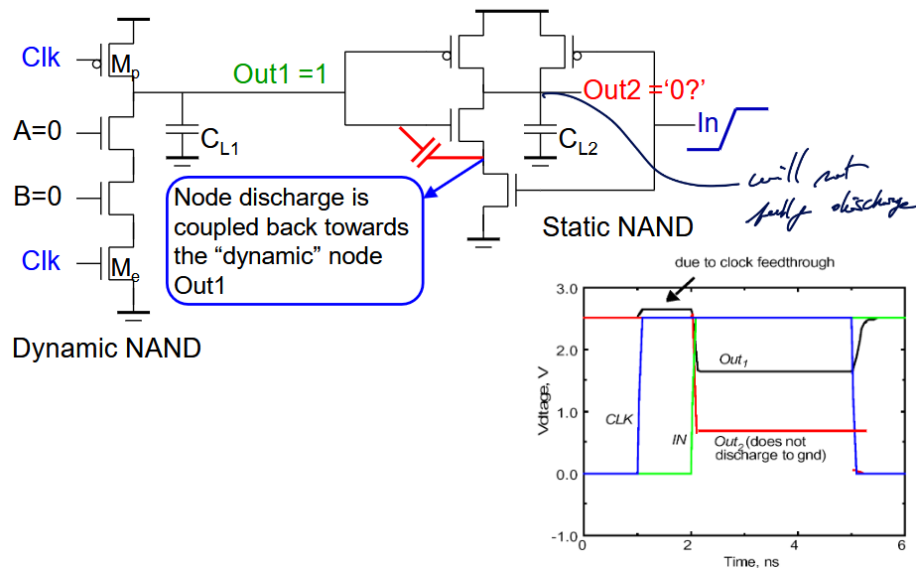 Clk
Mp
Out1 =1
Out2 ='0?'
In
A=0
CL1
CL2
B=0
will not
fully discharge
Node discharge is
coupled back towards
the "dynamic" node
Out1
Static NAND
Clk
Me
Dynamic NAND
due to clock feedthrough
3.0
2.0
1.0
0.0
-1.0
Voltage, V
CLK
IN
Out1
Out2 (does not
discharge to gnd)
0
2
4
6
Time, ns